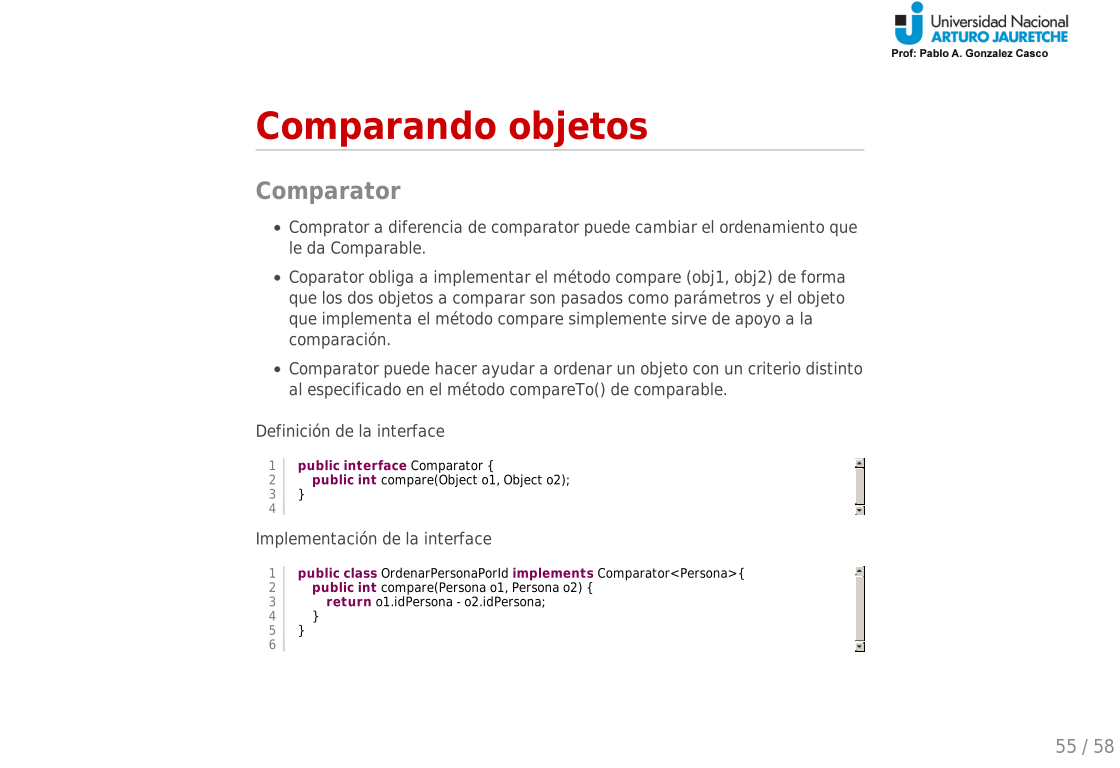 Universidad Nacional
ARTURO JAURETCHE
Prof: Pablo A. Gonzalez Casco
Comparando objetos
Comparator
• Comprator a diferencia de comparator puede cambiar el ordenamiento que
le da Comparable.
• Coparator obliga a implementar el método compare (obj1, obj2) de forma
que los dos objetos a comparar son pasados como parámetros y el objeto
que implementa el método compare simplemente sirve de apoyo a la
comparación.
• Comparator puede hacer ayudar a ordenar un objeto con un criterio distinto
al especificado en el método compareTo() de comparable.
Definición de la interface
1 public interface Comparator {
2 public int compare(Object o1, Object o2);
3 }
4
Implementación de la interface
1 public class OrdenarPersonaPorId implements Comparator<Persona>{
2 public int compare(Persona o1, Persona o2) {
3 return o1.idPersona - o2.idPersona;
4 }
5 }
6
55 / 58